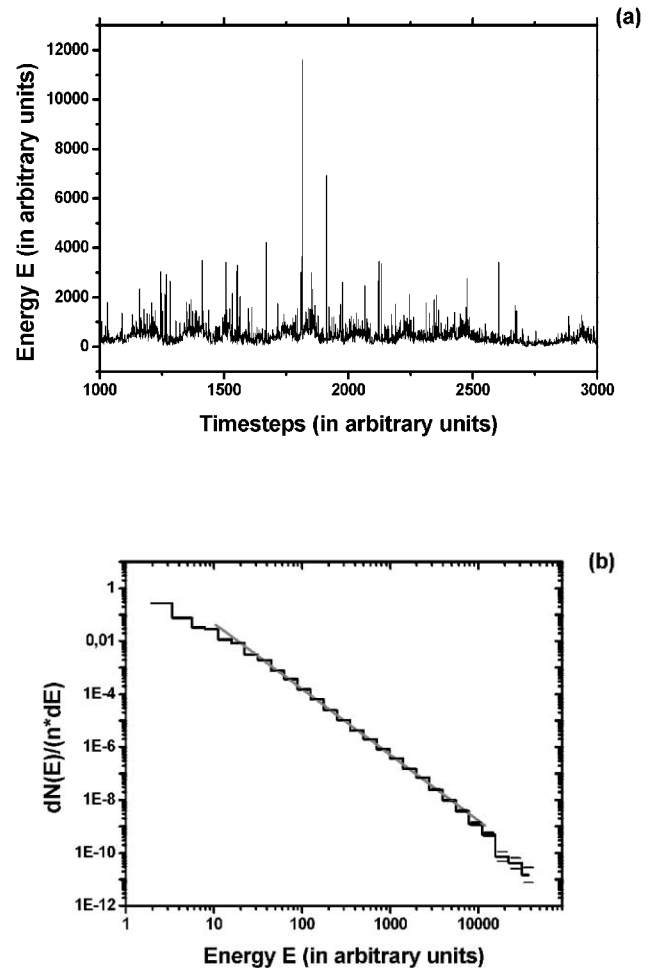 (a)
12000
10000
8000
6000
4000
2000
0
Energy E (in arbitrary units)
1000 1500 2000 2500 3000
Timesteps (in arbitrary units)
(b)
1
0,01
1E-4
1E-6
1E-8
1E-10
1E-12
dN(E)/(n*dE)
1 10 100 1000 10000
Energy E (in arbitrary units)